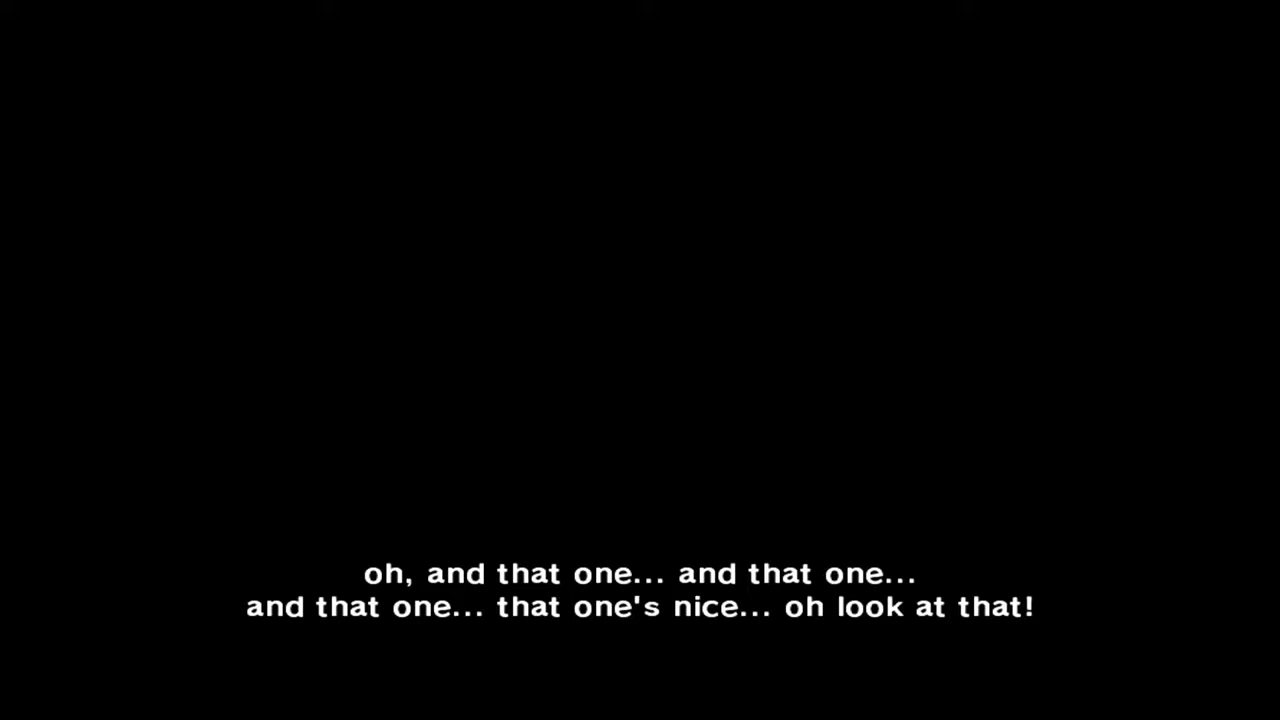 oh, and that one... and that one...
and that one... that one's nice... oh look at that!